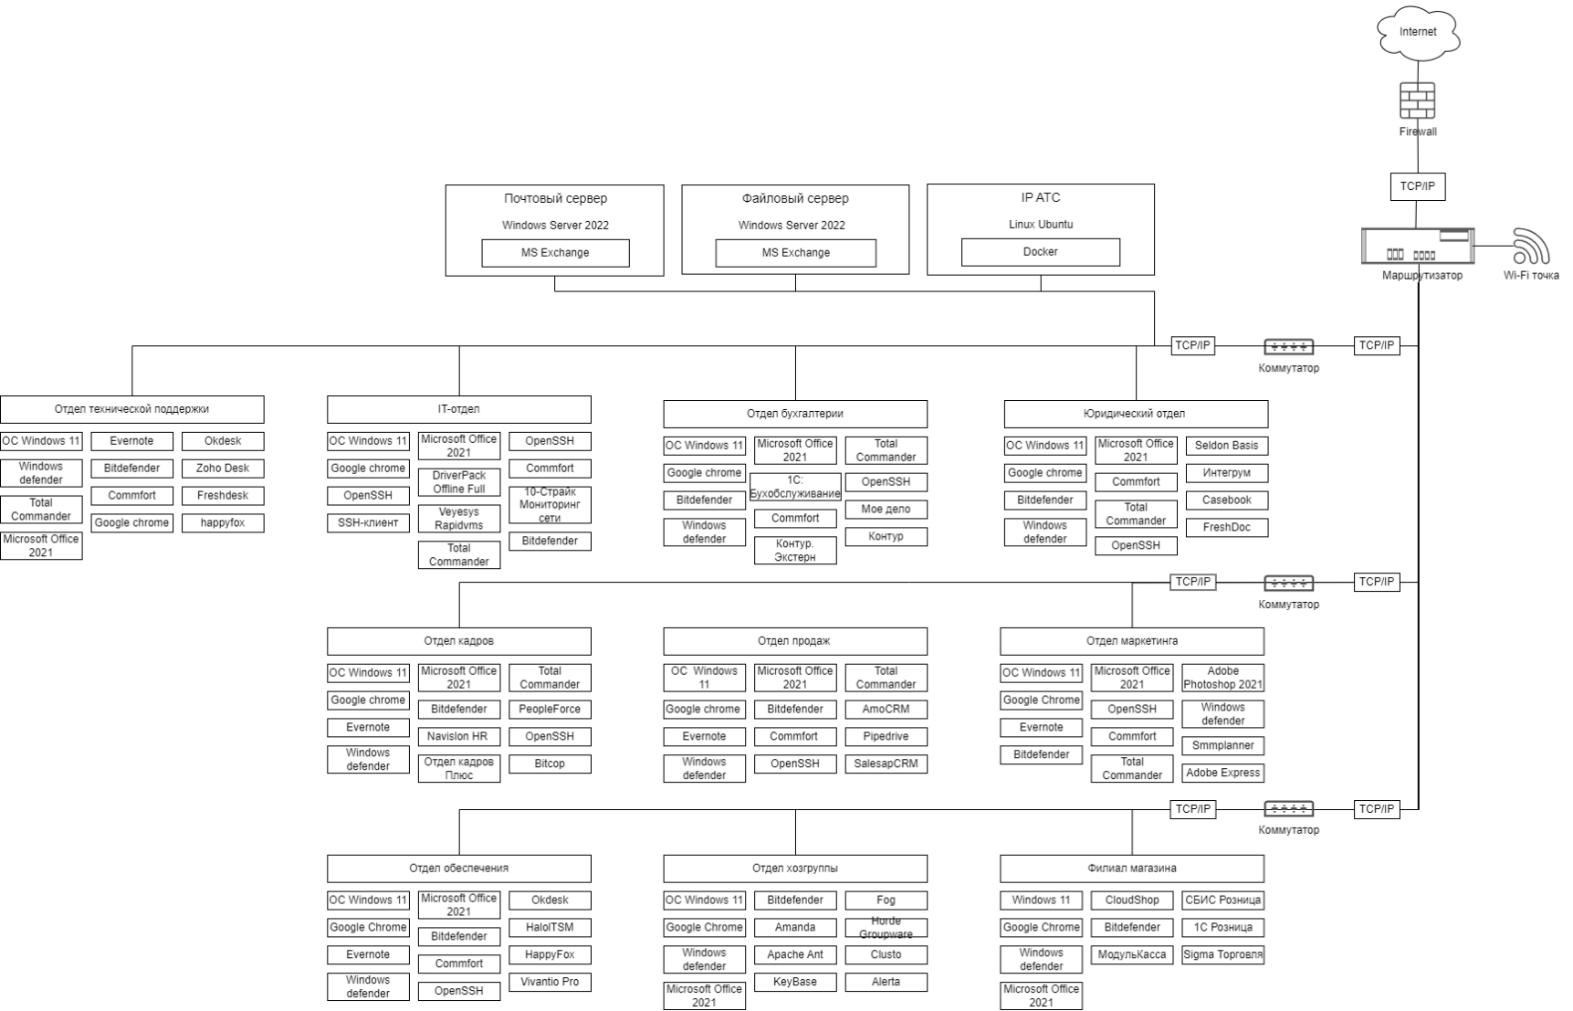 Internet
Firewall
TCP/IP
Маршрутизатор
Wi-Fi точка
Почтовый сервер
Windows Server 2022
MS Exchange
Файловый сервер
Windows Server 2022
MS Exchange
IP АТС
Linux Ubuntu
Docker
TCP/IP
Коммутатор
TCP/IP
Отдел технической поддержки
ОС Windows 11
Windows
defender
Total
Commander
Microsoft Office
2021
Evernote
Bitdefender
Commfort
Google chrome
Okdesk
Zoho Desk
Freshdesk
happyfox
IT-отдел
ОС Windows 11
Google chrome
OpenSSH
SSH-клиент
Microsoft Office
2021
DriverPack
Offline Full
Veyesys
Rapidvms
Total
Commander
OpenSSH
Commfort
10-Страйк
Мониторинг
сети
Bitdefender
Отдел бухгалтерии
ОС Windows 11
Google chrome
Bitdefender
Windows
defender
Microsoft Office
2021
1С:
Бухобслуживание
Commfort
Контур.
Экстерн
Total
Commander
OpenSSH
Мое дело
Контур
Юридический отдел
ОС Windows 11
Google chrome
Bitdefender
Windows
defender
Microsoft Office
2021
Commfort
Total
Commander
OpenSSH
Seldon Basis
Интегрум
Casebook
FreshDoc
TCP/IP
Коммутатор
TCP/IP
Отдел кадров
ОС Windows 11
Google chrome
Evernote
Windows
defender
Microsoft Office
2021
Bitdefender
Navision HR
Отдел кадров
Плюс
Total
Commander
PeopleForce
OpenSSH
Bitcop
Отдел продаж
ОС Windows
11
Google chrome
Evernote
Windows
defender
Microsoft Office
2021
Bitdefender
Commfort
OpenSSH
Total
Commander
AmoCRM
Pipedrive
SalesapCRM
Отдел маркетинга
ОС Windows 11
Google Chrome
Evernote
Bitdefender
Microsoft Office
2021
OpenSSH
Commfort
Total
Commander
Adobe
Photoshop 2021
Windows
defender
Smmplanner
Adobe Express
TCP/IP
Коммутатор
TCP/IP
Отдел обеспечения
ОС Windows 11
Google Chrome
Evernote
Windows
defender
Microsoft Office
2021
Bitdefender
Commfort
OpenSSH
Okdesk
HaloITSM
HappyFox
Vivantio Pro
Отдел хозгруппы
ОС Windows 11
Google Chrome
Windows
defender
Microsoft Office
2021
Bitdefender
Amanda
Apache Ant
KeyBase
Fog
Horde
Groupware
Clusto
Alerta
Филиал магазина
Windows 11
Google Chrome
Windows
defender
Microsoft Office
2021
CloudShop
Bitdefender
МодульКасса
СБИС Розница
1С Розница
Sigma Торговля